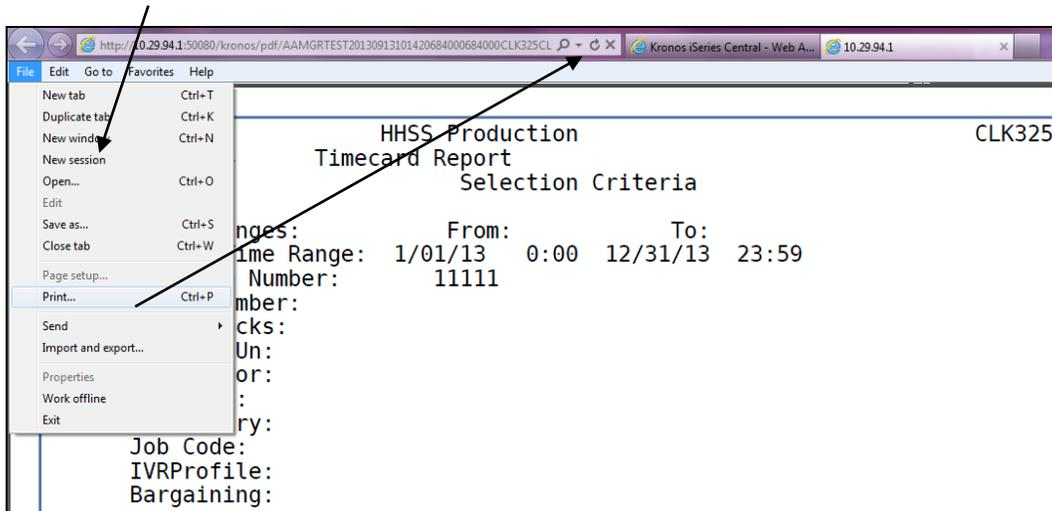 http://10.29.94.1:50080/kronos/pdf/AAMGRTEST20130913101420684000684000CLK325CL
Kronos iSeries Central - Web A...
10.29.94.1
File Edit Go to Favorites Help
New tab Ctrl+T
Duplicate tab Ctrl+K
New window Ctrl+N
New session
Open... Ctrl+O
Edit
Save as... Ctrl+S
Close tab Ctrl+W
Page setup...
Print... Ctrl+P
Send
Import and export...
Properties
Work offline
Exit
HHSS Production CLK325
Timecard Report
Selection Criteria
nges: From: To:
ime Range: 1/01/13 0:00 12/31/13 23:59
Number: 11111
mber:
cks:
Un:
or:
:
ry:
Job Code:
IVRProfile:
Bargaining: